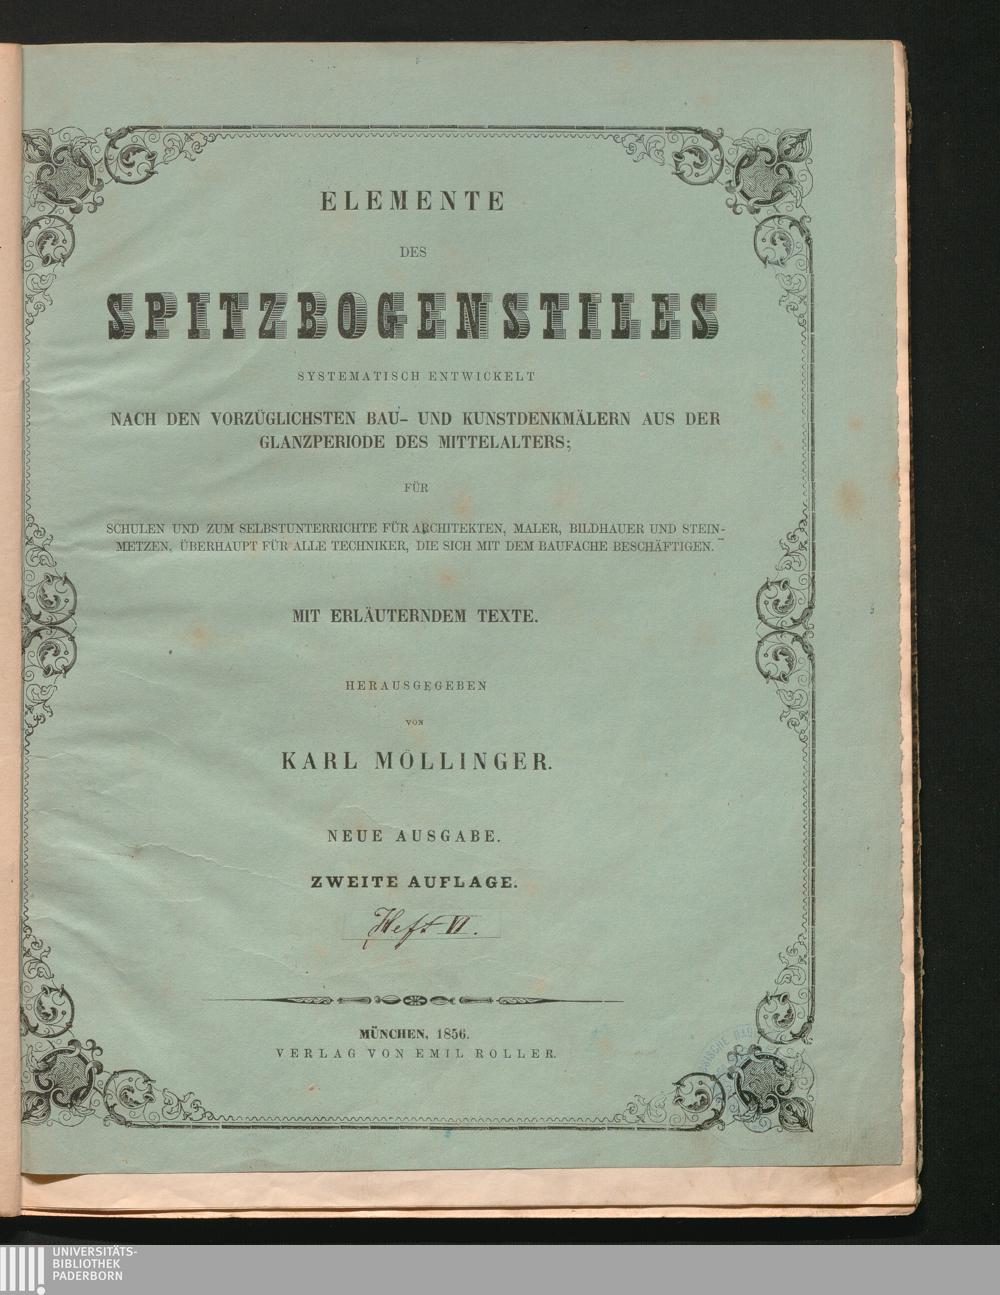 ELEMENTE
DES
SPITZBOGENSTILES
SYSTEMATISCH ENTWICKELT
NACH DEN VORZÜGLICHSTEN BAU- UND KUNSTDENKMÄLERN AUS DER
GLANZPERIODE DES MITTELALTERS;
FÜR
SCHULEN UND ZUM SELBSTUNTERRICHTE FÜR ARCHITEKTEN, MALER, BILDHAUER UND STEIN-
METZEN, ÜBERHAUPT FÜR ALLE TECHNIKER, DIE SICH MIT DEM BAUFACHE BESCHÄFTIGEN.
MIT ERLÄUTERNDEM TEXTE.
HERAUSGEGEBEN
VON
KARL MÖLLINGER.
NEUE AUSGABE.
ZWEITE AUFLAGE.
Heft VI.
MÜNCHEN, 1856.
VERLAG VON EMIL ROLLER.
UNIVERSITÄTS-
BIBLIOTHEK
PADERBORN